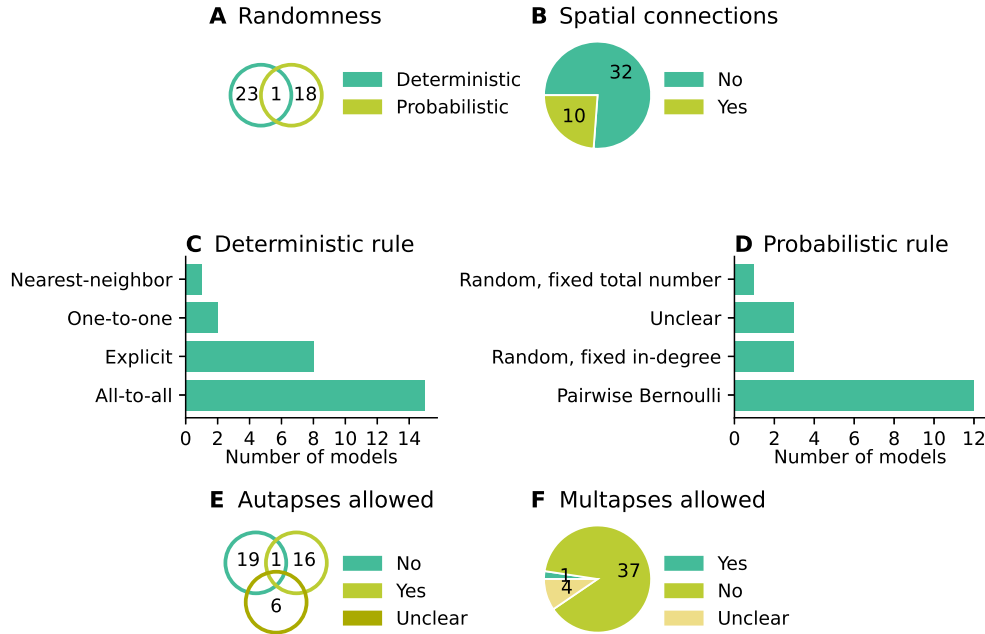 A Randomness
23 1 18
Deterministic
Probabilistic
B Spatial connections
32
10
No
Yes
C Deterministic rule
Nearest-neighbor
One-to-one
Explicit
All-to-all
0 2 4 6 8 10 12 14
Number of models
D Probabilistic rule
Random, fixed total number
Unclear
Random, fixed in-degree
Pairwise Bernoulli
0 2 4 6 8 10 12
Number of models
E Autapses allowed
19 1 16
6
No
Yes
Unclear
F Multapses allowed
37
1
4
Yes
No
Unclear